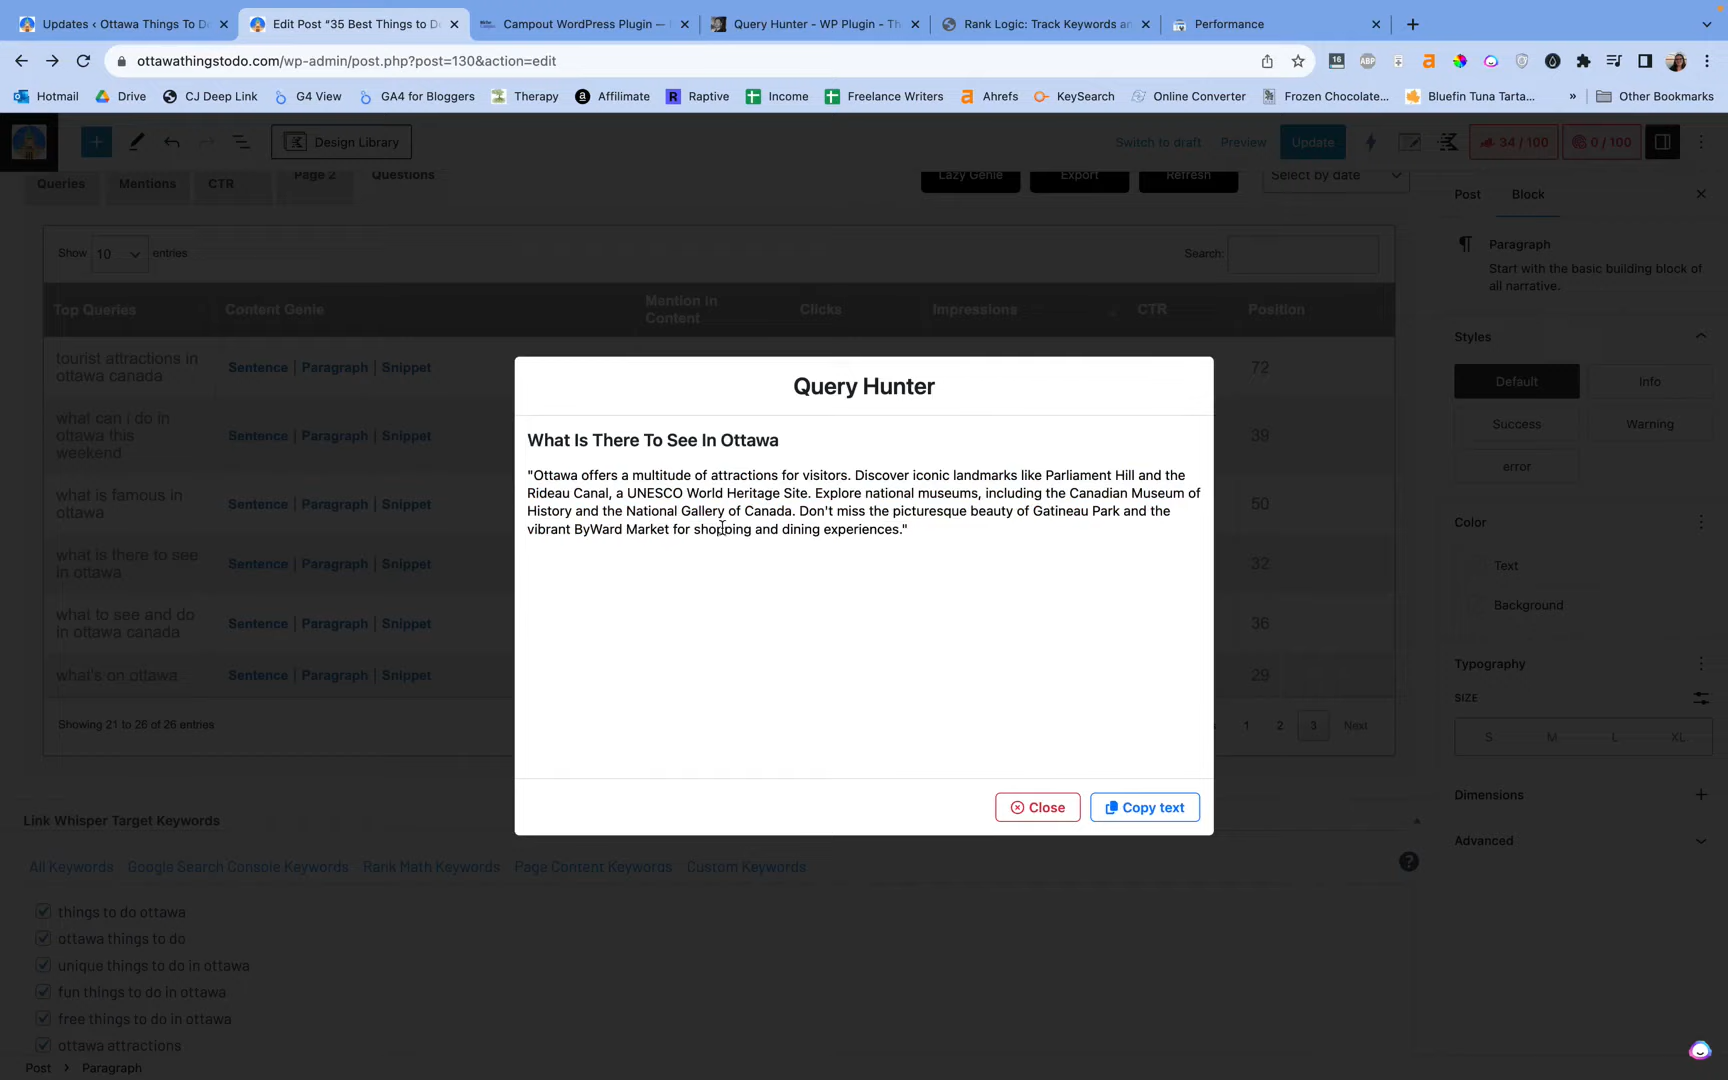 Updates ‹ Ottawa Things To D
Edit Post "35 Best Things to D
Campout WordPress Plugin —
Query Hunter - WP Plugin - Th
Rank Logic: Track Keywords an
Performance
ottawathingstodo.com/wp-admin/post.php?post=130&action=edit
16
ABP
Hotmail
Drive
CJ Deep Link
G4 View
GA4 for Bloggers
Therapy
Affilimate
Raptive
Income
Freelance Writers
Ahrefs
KeySearch
Online Converter
Frozen Chocolate...
Bluefin Tuna Tarta...
»
Other Bookmarks
Design Library
Switch to draft
Preview
Update
34 / 100
0 / 100
Queries
Mentions
CTR
Page 2
Questions
Lazy Genie
Export
Refresh
Select by date
Post
Block
Show 10 entries
Search:
Paragraph
Start with the basic building block of
all narrative.
Top Queries
Content Genie
Mention In
Content
Clicks
Impressions
CTR
Position
Styles
tourist attractions in
ottawa canada
Sentence | Paragraph | Snippet
72
what can i do in
ottawa this
weekend
Sentence | Paragraph | Snippet
39
what is famous in
ottawa
Sentence | Paragraph | Snippet
50
what is there to see
in ottawa
Sentence | Paragraph | Snippet
32
what to see and do
in ottawa canada
Sentence | Paragraph | Snippet
36
what's on ottawa
Sentence | Paragraph | Snippet
29
Showing 21 to 26 of 26 entries
1
2
3
Next
Query Hunter
What Is There To See In Ottawa
"Ottawa offers a multitude of attractions for visitors. Discover iconic landmarks like Parliament Hill and the
Rideau Canal, a UNESCO World Heritage Site. Explore national museums, including the Canadian Museum of
History and the National Gallery of Canada. Don't miss the picturesque beauty of Gatineau Park and the
vibrant ByWard Market for shopping and dining experiences."
Close
Copy text
Default
Info
Success
Warning
error
Color
Text
Background
Typography
SIZE
S
M
L
XL
Dimensions
Advanced
Link Whisper Target Keywords
All Keywords
Google Search Console Keywords
Rank Math Keywords
Page Content Keywords
Custom Keywords
things to do ottawa
ottawa things to do
unique things to do in ottawa
fun things to do in ottawa
free things to do in ottawa
ottawa attractions
Post
Paragraph